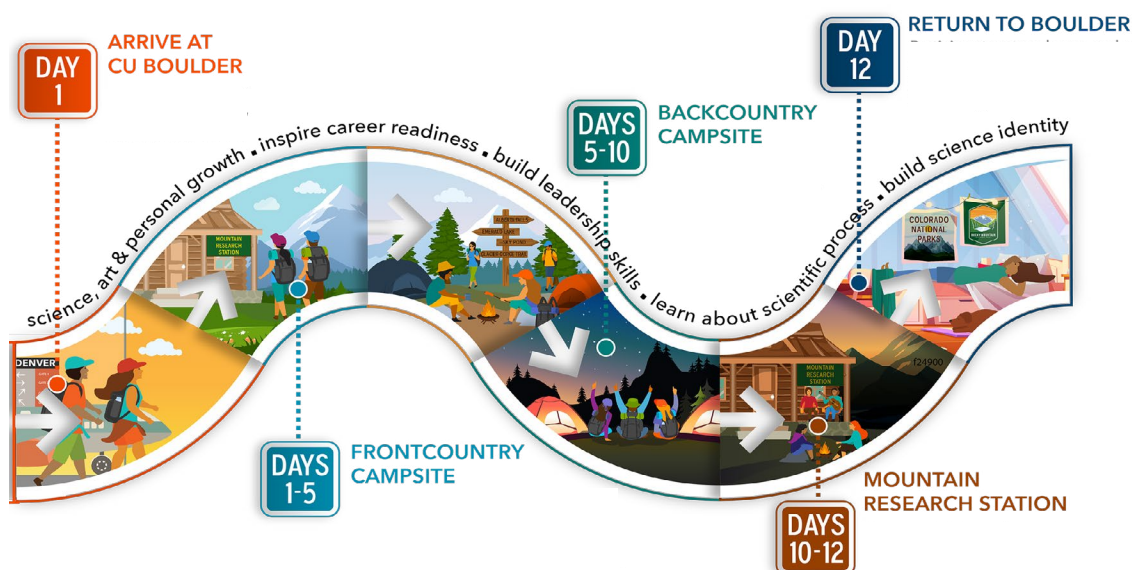 DAY
1
ARRIVE AT
CU BOULDER
DAYS
1-5
FRONTCOUNTRY
CAMPSITE
DAYS
5-10
BACKCOUNTRY
CAMPSITE
DAYS
10-12
MOUNTAIN
RESEARCH STATION
DAY
12
RETURN TO BOULDER
science, art & personal growth • inspire career readiness • build leadership skills • learn about scientific process • build science identity
DENVER
MOUNTAIN
RESEARCH
STATION
MOUNTAIN
RESEARCH
STATION
COLORADO
NATIONAL
PARKS
f24900